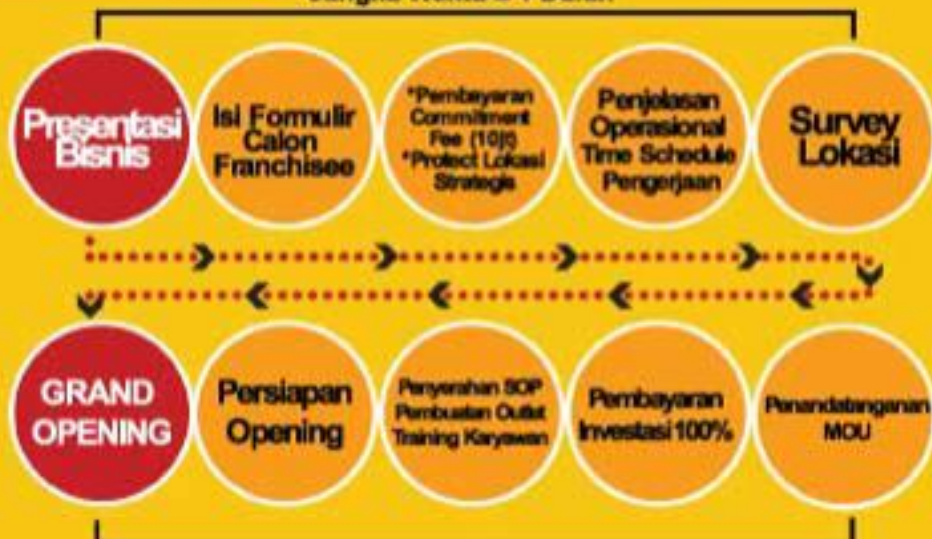 Presentasi
Bisnis
Isi Formulir
Calon
Franchisee
*Pembayaran
Commitment
Fee (10jt)
*Protect Lokasi
Strategis
Penjelasan
Operasional
Time Schedule
Pengerjaan
Survey
Lokasi
GRAND
OPENING
Persiapan
Opening
Penyerahan SOP
Pembuatan Outlet
Training Karyawan
Pembayaran
Investasi 100%
Penandatanganan
MOU